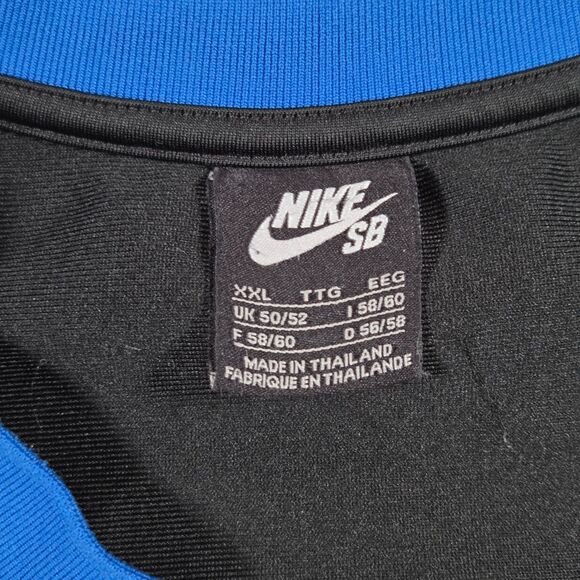 NIKE
SB
XXL TTG EEG
UK 50/52 I 58/60
F 58/60 D 56/58
MADE IN THAILAND
FABRIQUE EN THAILANDE